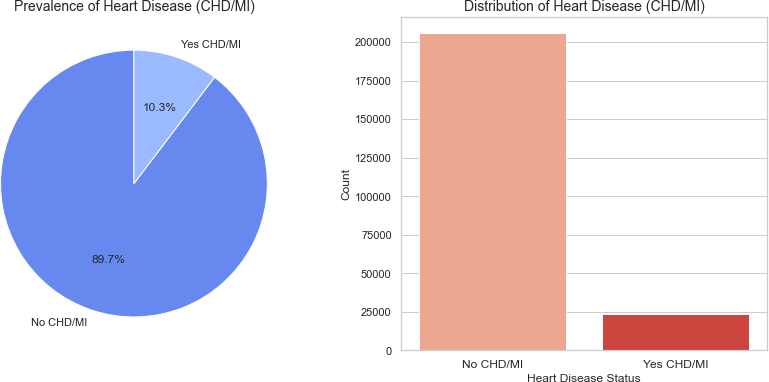 Prevalence of Heart Disease (CHD/MI)
Yes CHD/MI
10.3%
89.7%
No CHD/MI
Distribution of Heart Disease (CHD/MI)
200000
175000
150000
125000
100000
75000
50000
25000
0
Count
No CHD/MI
Yes CHD/MI
Heart Disease Status